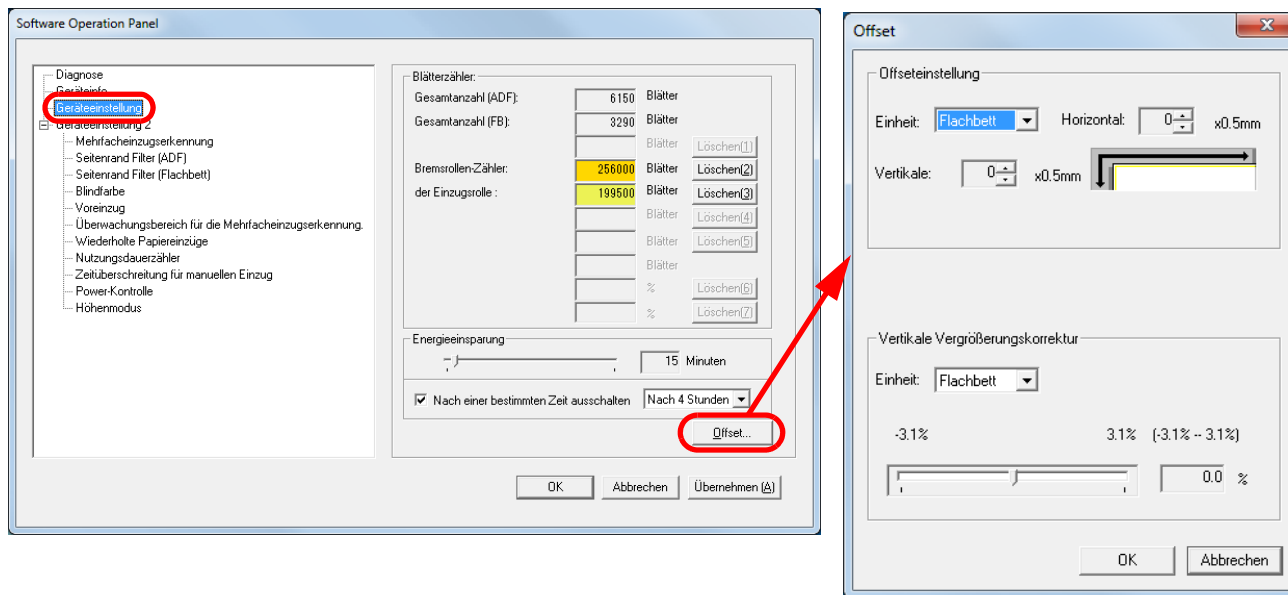 Software Operation Panel
Diagnose
Geräteinfo
Geräteeinstellung
Geräteeinstellung 2
Mehrfacheinzugserkennung
Seitenrand Filter (ADF)
Seitenrand Filter (Flachbett)
Blindfarbe
Voreinzug
Überwachungsbereich für die Mehrfacheinzugserkennung.
Wiederholte Papiereinzüge
Nutzungsdauerzähler
Zeitüberschreitung für manuellen Einzug
Power-Kontrolle
Höhenmodus
Blätterzähler:
Gesamtanzahl (ADF): 6150 Blätter
Gesamtanzahl (FB): 3290 Blätter
Blätter Löschen(1)
Bremsrollen-Zähler: 256000 Blätter Löschen(2)
der Einzugsrolle : 199500 Blätter Löschen(3)
Blätter Löschen(4)
Blätter Löschen(5)
Blätter
% Löschen(6)
% Löschen(7)
Energieeinsparung
15 Minuten
Nach einer bestimmten Zeit ausschalten Nach 4 Stunden
Offset...
OK Abbrechen Übernehmen (A)
Offset
Offseteinstellung
Einheit: Flachbett Horizontal: 0 x0.5mm
Vertikale: 0 x0.5mm
Vertikale Vergrößerungskorrektur
Einheit: Flachbett
-3.1% 3.1% (-3.1% -- 3.1%)
0.0 %
OK Abbrechen